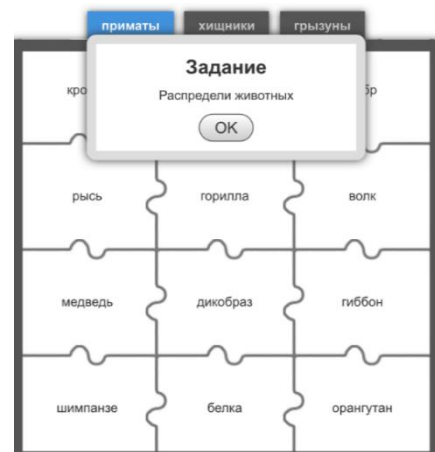 приматы хищники грызуны
Задание
Распредели животных
OK
рысь горилла волк
медведь дикобраз гиббон
шимпанзе белка орангутан